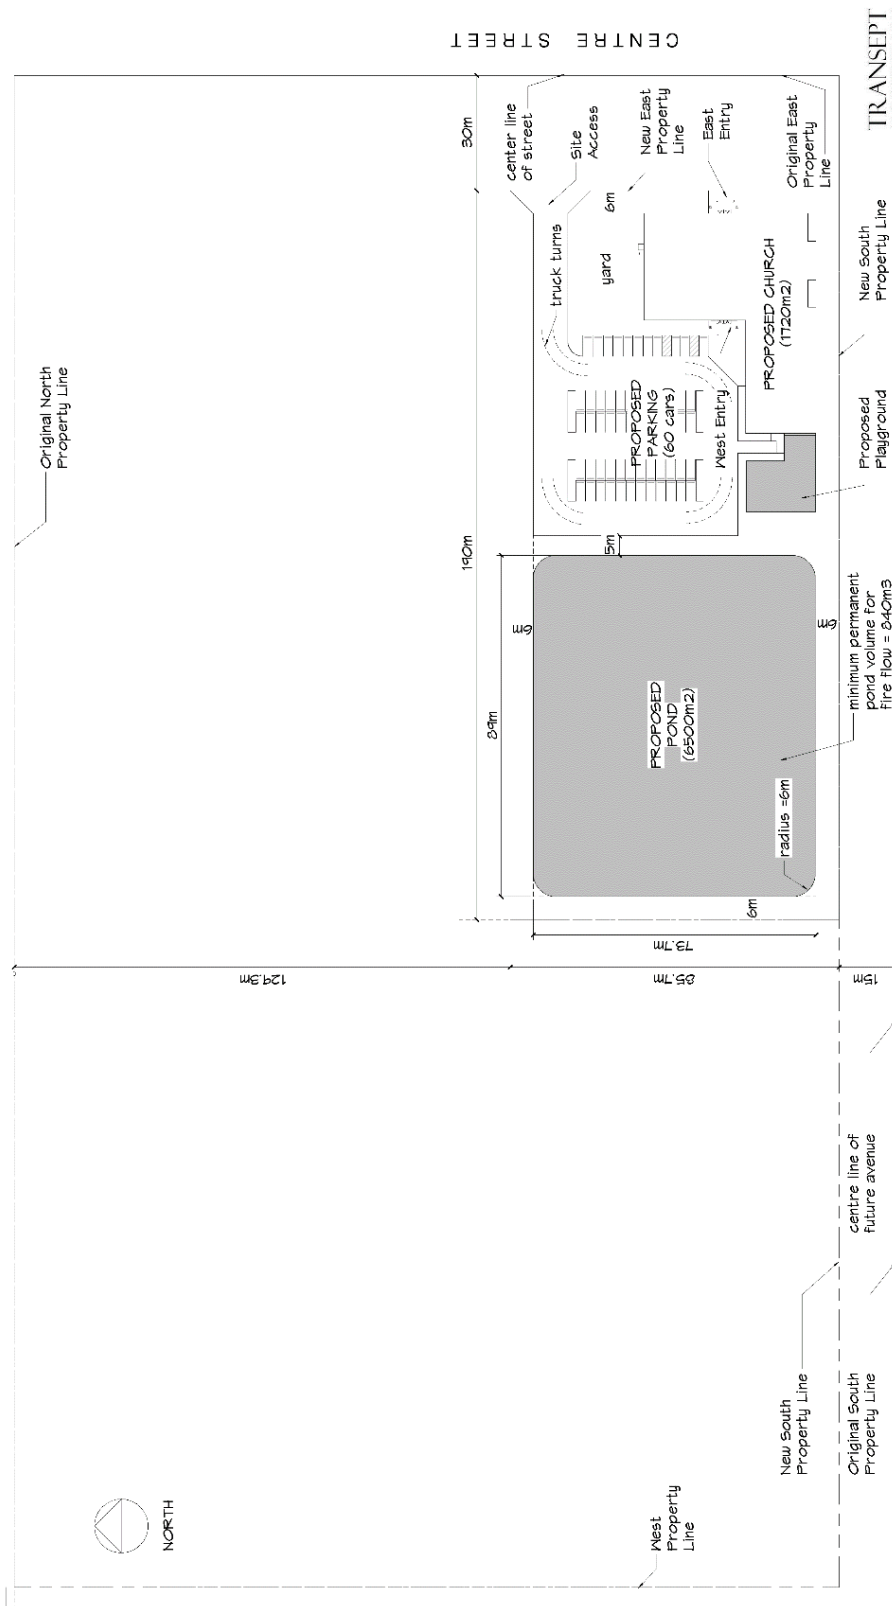 Original North
Property Line
NORTH
190m
30m
CENTRE STREET
center line
of street
Site
Access
129.3m
89m
6m
5m
truck turns
yard
6m
New East
Property
Line
East
Entry
Original East
Property
Line
PROPOSED
PARKING
(60 cars)
West Entry
PROPOSED CHURCH
(1720m2)
PROPOSED
POND
(6500m2)
73.7m
85.7m
6m
radius =6m
6m
15m
West
Property
Line
New South
Property Line
Original South
Property Line
centre line of
future avenue
minimum permanent
pond volume for
fire flow = 840m3
Proposed
Playground
New South
Property Line
TRANSEPT